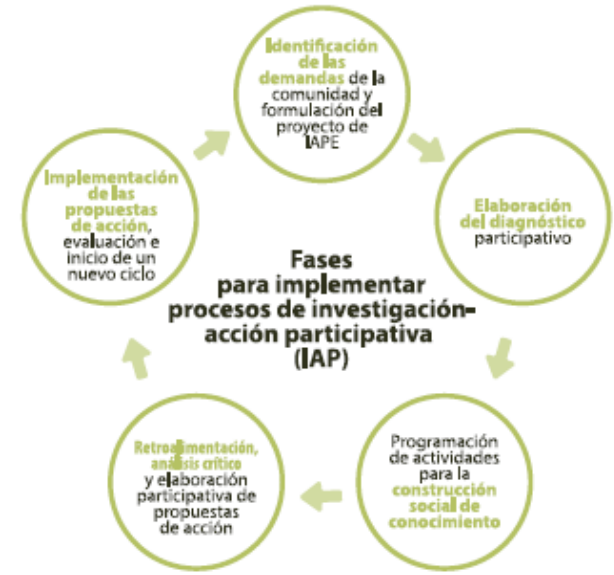 Identificación
de las
demandas de la
comunidad y
formulación del
proyecto de
IAPE
Elaboración
del diagnóstico
participativo
Programación
de actividades
para la
construcción
social de
conocimiento
Retroalimentación,
análisis crítico
y elaboración
participativa de
propuestas
de acción
Implementación
de las
propuestas
de acción,
evaluación e
inicio de un
nuevo ciclo
Fases
para implementar
procesos de investigación-
acción participativa
(IAP)